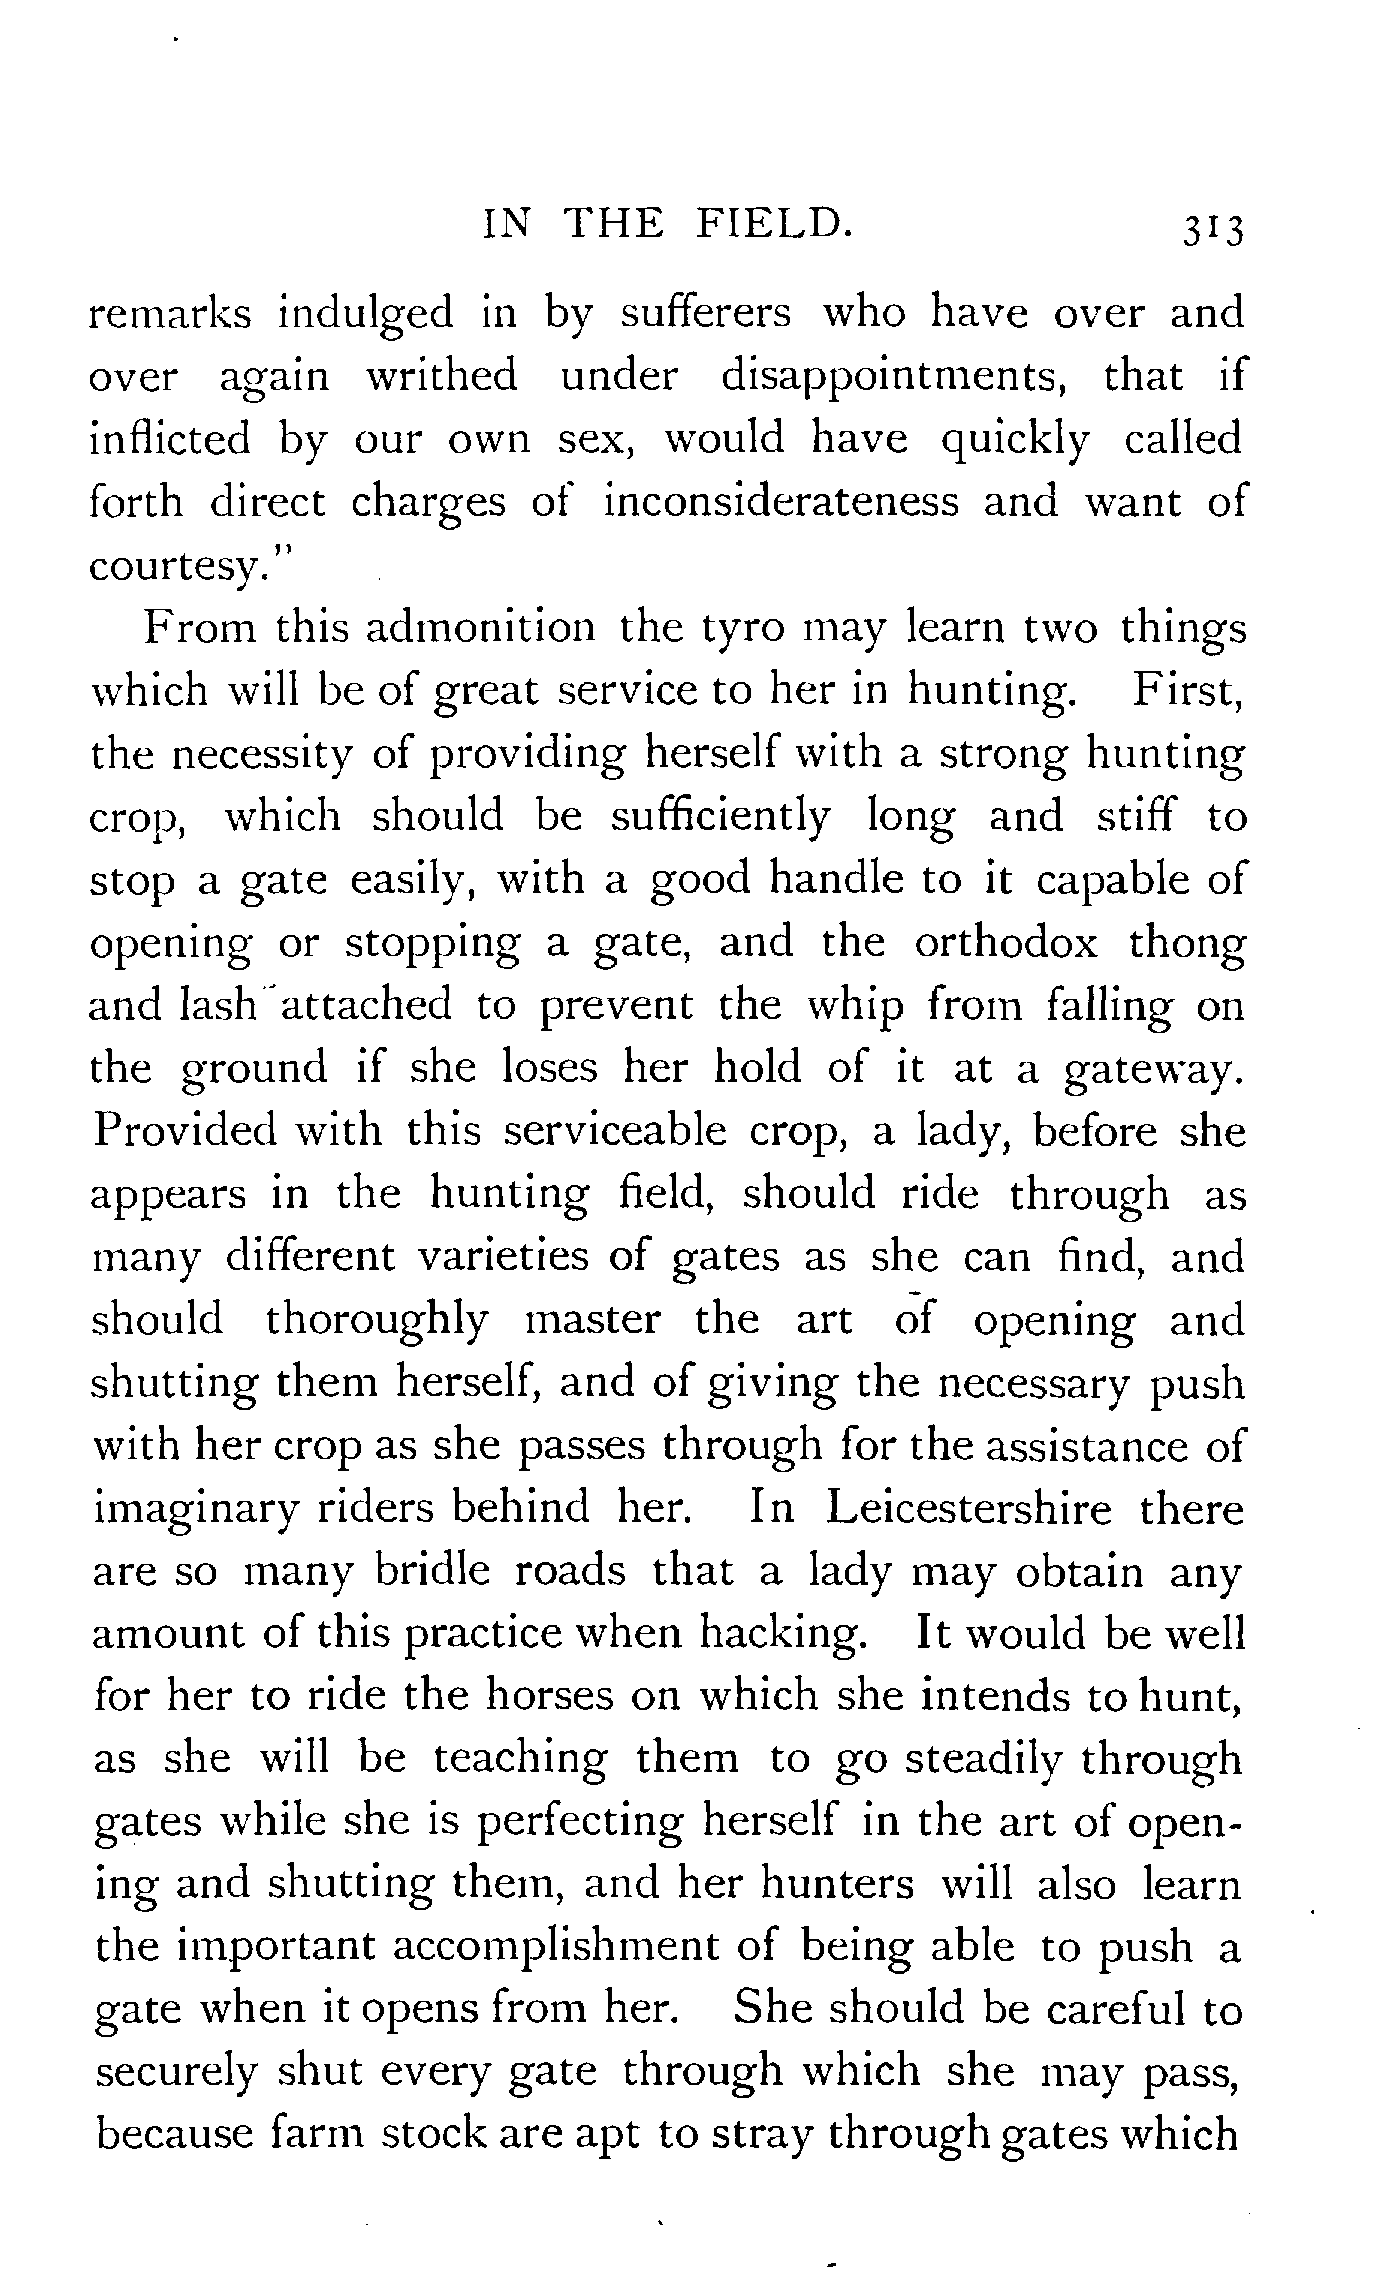 IN THE FIELD. 313
remarks indulged in by sufferers who have over and
over again writhed under disappointments, that if
inflicted by our own sex, would have quickly called
forth direct charges of inconsiderateness and want of
courtesy."
From this admonition the tyro may learn two things
which will be of great service to her in hunting. First,
the necessity of providing herself with a strong hunting
crop, which should be sufficiently long and stiff to
stop a gate easily, with a good handle to it capable of
opening or stopping a gate, and the orthodox thong
and lash attached to prevent the whip from falling on
the ground if she loses her hold of it at a gateway.
Provided with this serviceable crop, a lady, before she
appears in the hunting field, should ride through as
many different varieties of gates as she can find, and
should thoroughly master the art of opening and
shutting them herself, and of giving the necessary push
with her crop as she passes through for the assistance of
imaginary riders behind her. In Leicestershire there
are so many bridle roads that a lady may obtain any
amount of this practice when hacking. It would be well
for her to ride the horses on which she intends to hunt,
as she will be teaching them to go steadily through
gates while she is perfecting herself in the art of open-
ing and shutting them, and her hunters will also learn
the important accomplishment of being able to push a
gate when it opens from her. She should be careful to
securely shut every gate through which she may pass,
because farm stock are apt to stray through gates which